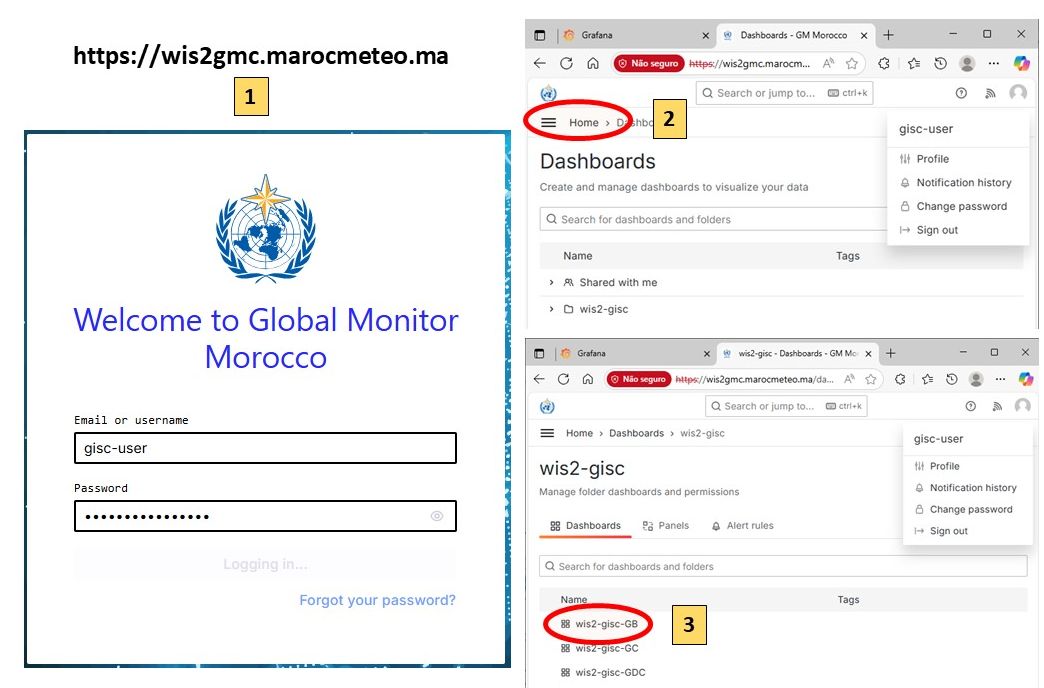 https://wis2gmc.marocmeteo.ma
1
Welcome to Global Monitor
Morocco
Email or username
gisc-user
Password
••••••••••••••••
Logging in...
Forgot your password?
Grafana
Dashboards - GM Morocco
Não seguro https://wis2gmc.marocm...
Search or jump to... ctrl+k
Home › Dashbo
2
gisc-user
Profile
Notification history
Change password
Sign out
Dashboards
Create and manage dashboards to visualize your data
Search for dashboards and folders
Name Tags
Shared with me
wis2-gisc
Grafana
wis2-gisc - Dashboards - GM Mo
Não seguro https://wis2gmc.marocmeteo.ma/da...
Search or jump to... ctrl+k
Home › Dashboards › wis2-gisc
gisc-user
Profile
Notification history
Change password
Sign out
wis2-gisc
Manage folder dashboards and permissions
Dashboards Panels Alert rules
Search for dashboards and folders
Name Tags
wis2-gisc-GB
3
wis2-gisc-GC
wis2-gisc-GDC